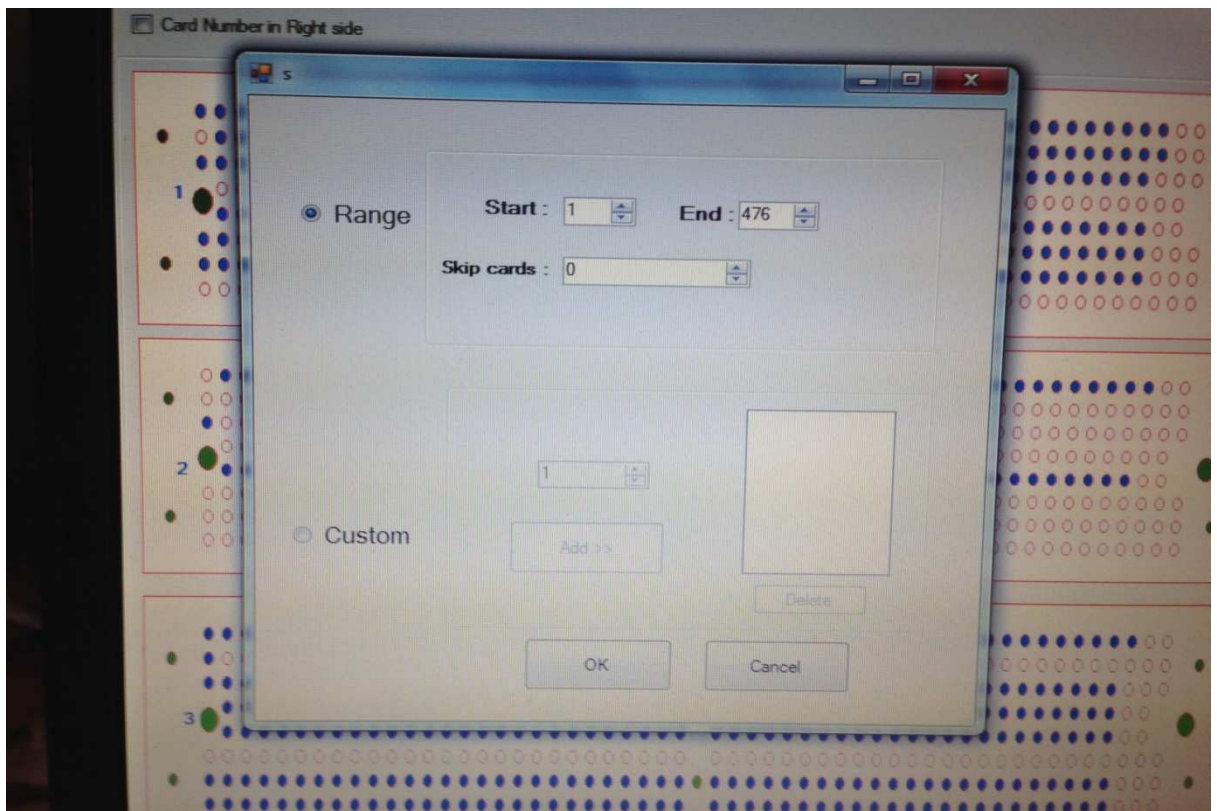 Card Number in Right side
s
1
Range
Start : 1
End : 476
Skip cards : 0
2
1
Custom
Add >>
Delete
OK
Cancel
3